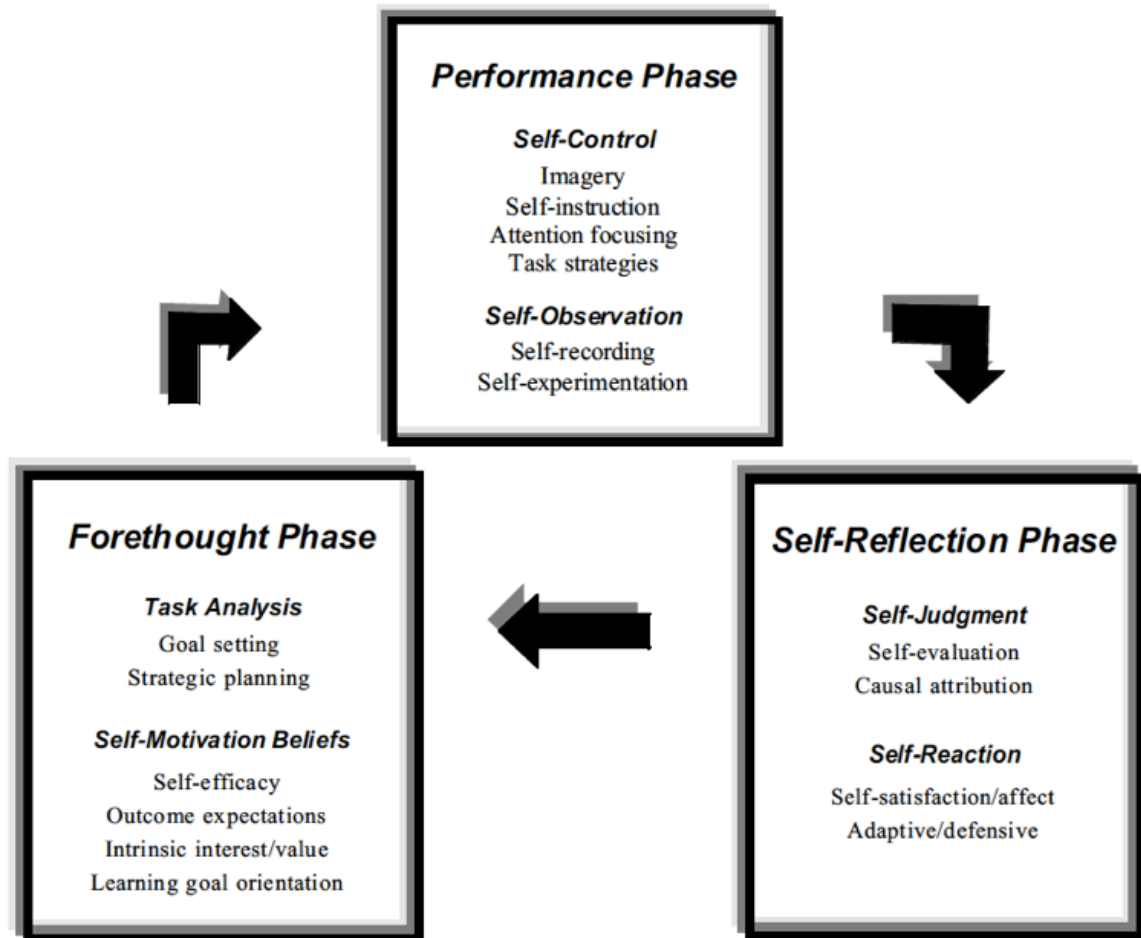 Performance Phase
Self-Control
Imagery
Self-instruction
Attention focusing
Task strategies
Self-Observation
Self-recording
Self-experimentation
Forethought Phase
Task Analysis
Goal setting
Strategic planning
Self-Motivation Beliefs
Self-efficacy
Outcome expectations
Intrinsic interest/value
Learning goal orientation
Self-Reflection Phase
Self-Judgment
Self-evaluation
Causal attribution
Self-Reaction
Self-satisfaction/affect
Adaptive/defensive